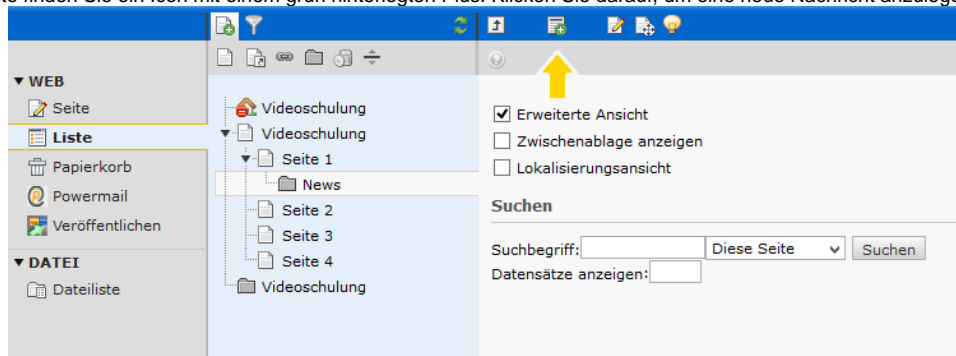 finden Sie ein Icon mit einem grün hinterlegten Plus. Klicken Sie darauf, um eine neue Nachricht
WEB
Seite
Liste
Papierkorb
Powermail
Veröffentlichen
DATEI
Dateiliste
Videoschulung
Videoschulung
Seite 1
News
Seite 2
Seite 3
Seite 4
Videoschulung
Erweiterte Ansicht
Zwischenablage anzeigen
Lokalisierungsansicht
Suchen
Suchbegriff: Diese Seite Suchen
Datensätze anzeigen: